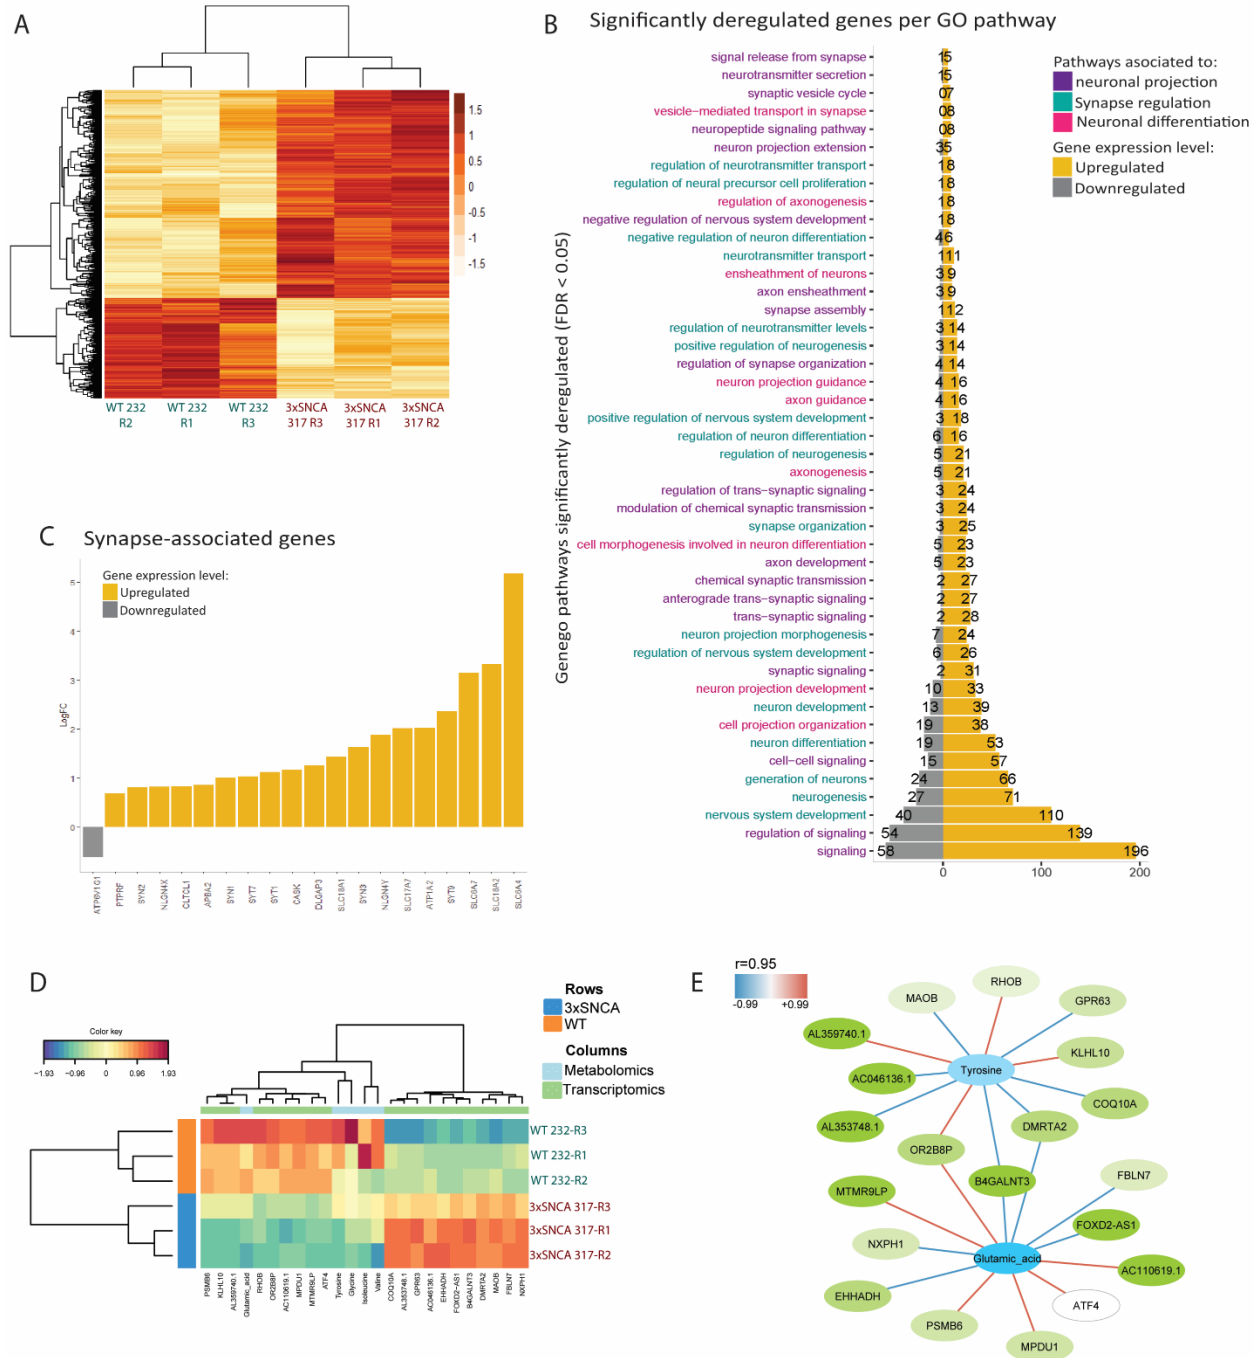 A
1.5
1
0.5
0
-0.5
-1
-1.5
WT 232
R2
WT 232
R1
WT 232
R3
3xSNCA
317 R3
3xSNCA
317 R1
3xSNCA
317 R2
B
Significantly deregulated genes per GO pathway
Genego pathways significantly deregulated (FDR < 0.05)
signal release from synapse 15
neurotransmitter secretion 15
synaptic vesicle cycle 07
vesicle−mediated transport in synapse 08
neuropeptide signaling pathway 08
neuron projection extension 35
regulation of neurotransmitter transport 18
regulation of neural precursor cell proliferation 18
regulation of axonogenesis 18
negative regulation of nervous system development 18
negative regulation of neuron differentiation 46
neurotransmitter transport 111
ensheathment of neurons 3 9
axon ensheathment 3 9
synapse assembly 112
regulation of neurotransmitter levels 3 14
positive regulation of neurogenesis 3 14
regulation of synapse organization 4 14
neuron projection guidance 4 16
axon guidance 4 16
positive regulation of nervous system development 3 18
regulation of neuron differentiation 6 16
regulation of neurogenesis 5 21
axonogenesis 5 21
regulation of trans−synaptic signaling 3 24
modulation of chemical synaptic transmission 3 24
synapse organization 3 25
cell morphogenesis involved in neuron differentiation 5 23
axon development 5 23
chemical synaptic transmission 2 27
anterograde trans−synaptic signaling 2 27
trans−synaptic signaling 2 28
neuron projection morphogenesis 7 24
regulation of nervous system development 6 26
synaptic signaling 2 31
neuron projection development 10 33
neuron development 13 39
cell projection organization 19 38
neuron differentiation 19 53
cell−cell signaling 15 57
generation of neurons 24 66
neurogenesis 27 71
nervous system development 40 110
regulation of signaling 54 139
signaling 58 196
0 100 200
Pathways asociated to:
neuronal projection
Synapse regulation
Neuronal differentiation
Gene expression level:
Upregulated
Downregulated
C
Synapse-associated genes
Gene expression level:
Upregulated
Downregulated
LogFC
5
4
3
2
1
0
ATP6V1G1
PTPRF
SYN2
NLGN4X
CLTCL1
APBA2
SYN1
SYT7
SYT1
CASK
DLGAP3
SLC18A1
SYN3
NLGN4Y
SLC17A7
ATP1A2
SYT9
SLC6A7
SLC18A2
SLC6A4
D
Color key
−1.93 −0.96 0 0.96 1.93
Rows
3xSNCA
WT
Columns
Metabolomics
Transcriptomics
WT 232-R3
WT 232-R1
WT 232-R2
3xSNCA 317-R3
3xSNCA 317-R1
3xSNCA 317-R2
PSMB6
KLHL10
AL359740.1
Glutamic_acid
RHOB
OR2B8P
AC110619.1
MPDU1
MTMR9LP
ATF4
Tyrosine
Glycine
Isoleucine
Valine
COQ10A
AL353748.1
GPR63
AC046136.1
EHHADH
FOXD2−AS1
B4GALNT3
DMRTA2
MAOB
FBLN7
NXPH1
E
r=0.95
-0.99 +0.99
MAOB
RHOB
GPR63
AL359740.1
KLHL10
Tyrosine
AC046136.1
COQ10A
AL353748.1
DMRTA2
OR2B8P
FBLN7
B4GALNT3
MTMR9LP
FOXD2-AS1
NXPH1
Glutamic_acid
AC110619.1
EHHADH
ATF4
PSMB6
MPDU1